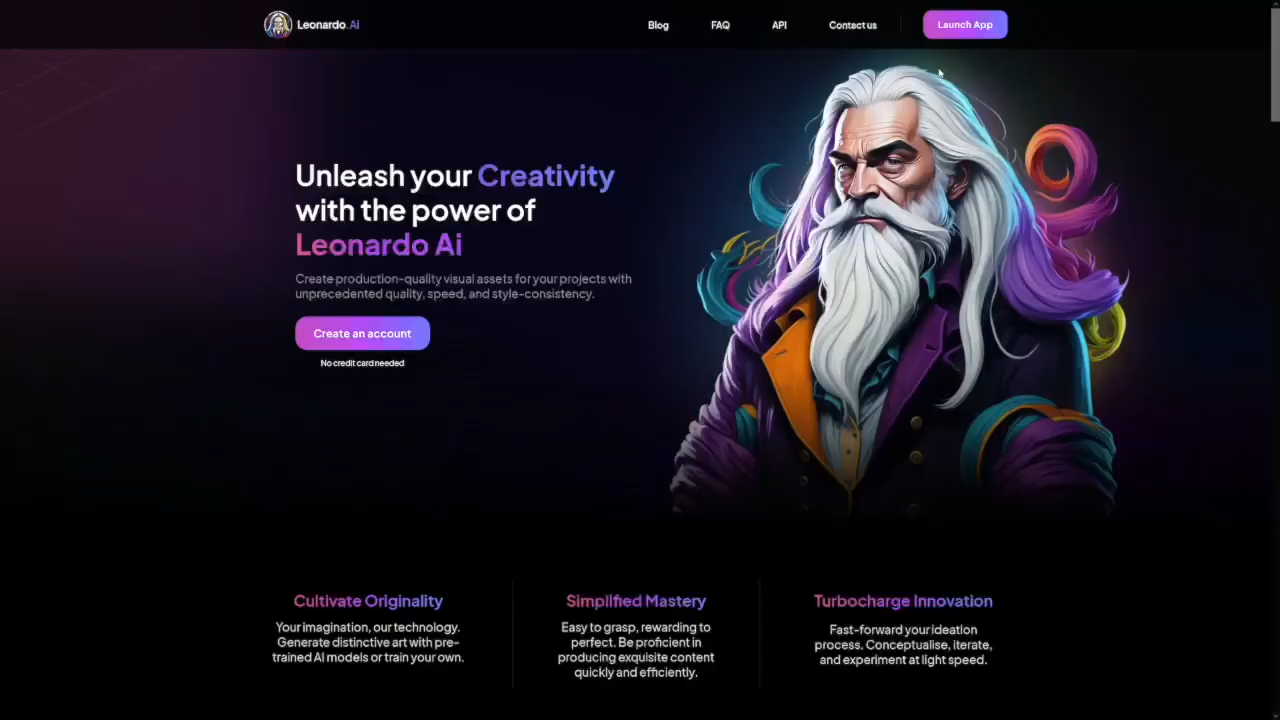 Leonardo.Ai
Blog
FAQ
API
Contact us
Launch App
Unleash your Creativity
with the power of
Leonardo Ai
Create production-quality visual assets for your projects with
unprecedented quality, speed, and style-consistency.
Create an account
No credit card needed
Cultivate Originality
Your imagination, our technology.
Generate distinctive art with pre-
trained AI models or train your own.
Simplified Mastery
Easy to grasp, rewarding to
perfect. Be proficient in
producing exquisite content
quickly and efficiently.
Turbocharge Innovation
Fast-forward your ideation
process. Conceptualise, iterate,
and experiment at light speed.